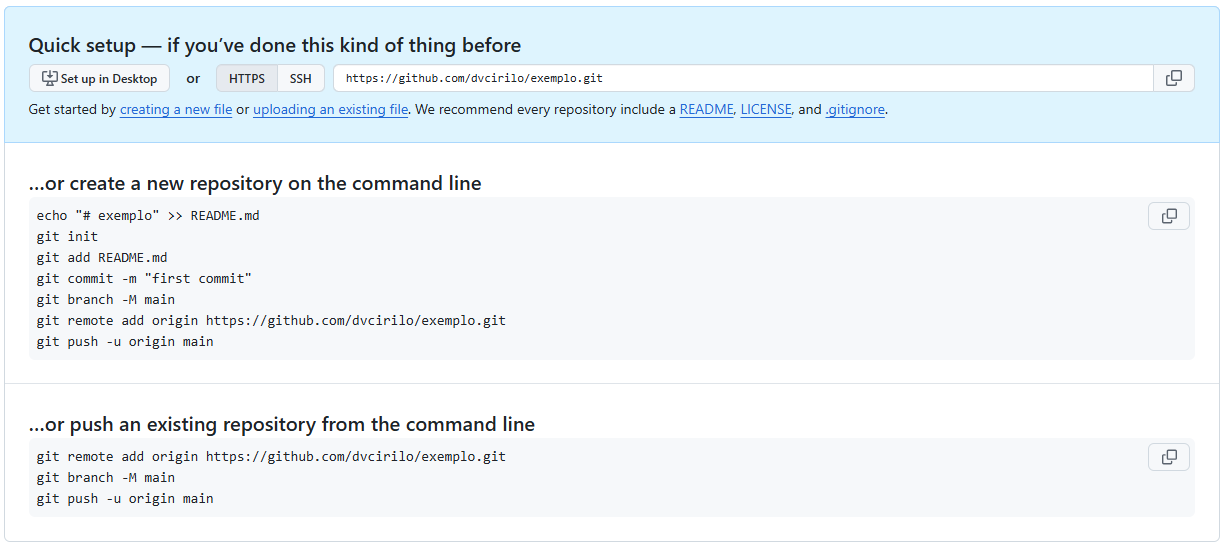 Quick setup — if you’ve done this kind of thing before
Set up in Desktop or HTTPS SSH https://github.com/dvcirilo/exemplo.git
Get started by creating a new file or uploading an existing file. We recommend every repository include a README, LICENSE, and .gitignore.
…or create a new repository on the command line
echo "# exemplo" >> README.md
git init
git add README.md
git commit -m "first commit"
git branch -M main
git remote add origin https://github.com/dvcirilo/exemplo.git
git push -u origin main
…or push an existing repository from the command line
git remote add origin https://github.com/dvcirilo/exemplo.git
git branch -M main
git push -u origin main